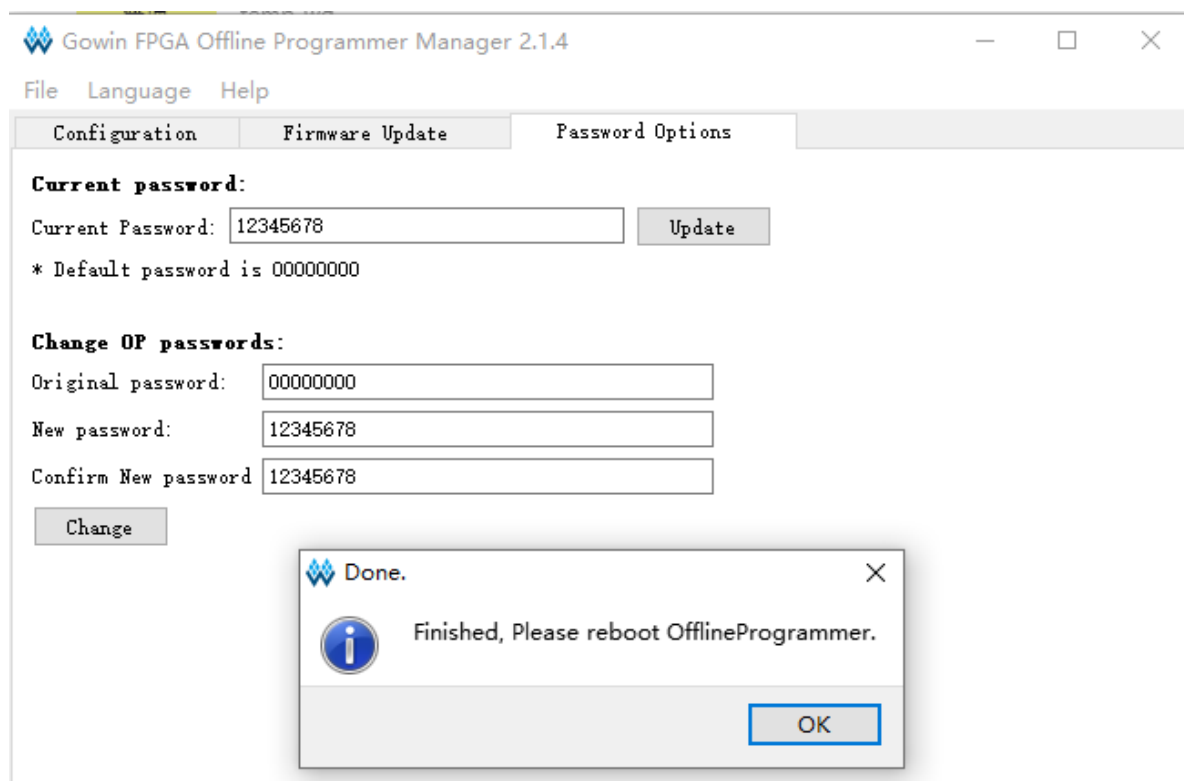 Gowin FPGA Offline Programmer Manager 2.1.4
File Language Help
Configuration Firmware Update Password Options
Current password:
Current Password: 12345678 Update
* Default password is 00000000
Change OP passwords:
Original password: 00000000
New password: 12345678
Confirm New password 12345678
Change
Done.
Finished, Please reboot OfflineProgrammer.
OK